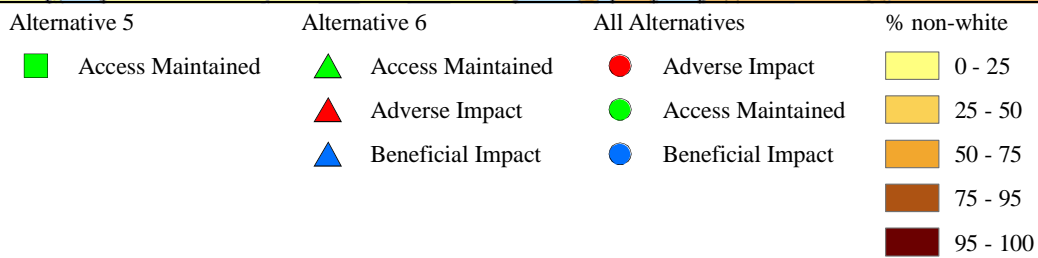 Alternative 5 Alternative 6 All Alternatives % non-white
Access Maintained Access Maintained Adverse Impact 0 - 25
Adverse Impact Access Maintained 25 - 50
Beneficial Impact Beneficial Impact 50 - 75
75 - 95
95 - 100